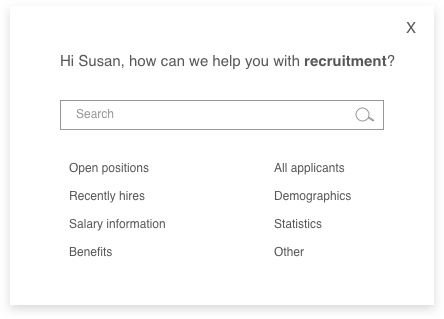 X
Hi Susan, how can we help you with recruitment?
Search
Open positions
All applicants
Recently hires
Demographics
Salary information
Statistics
Benefits
Other